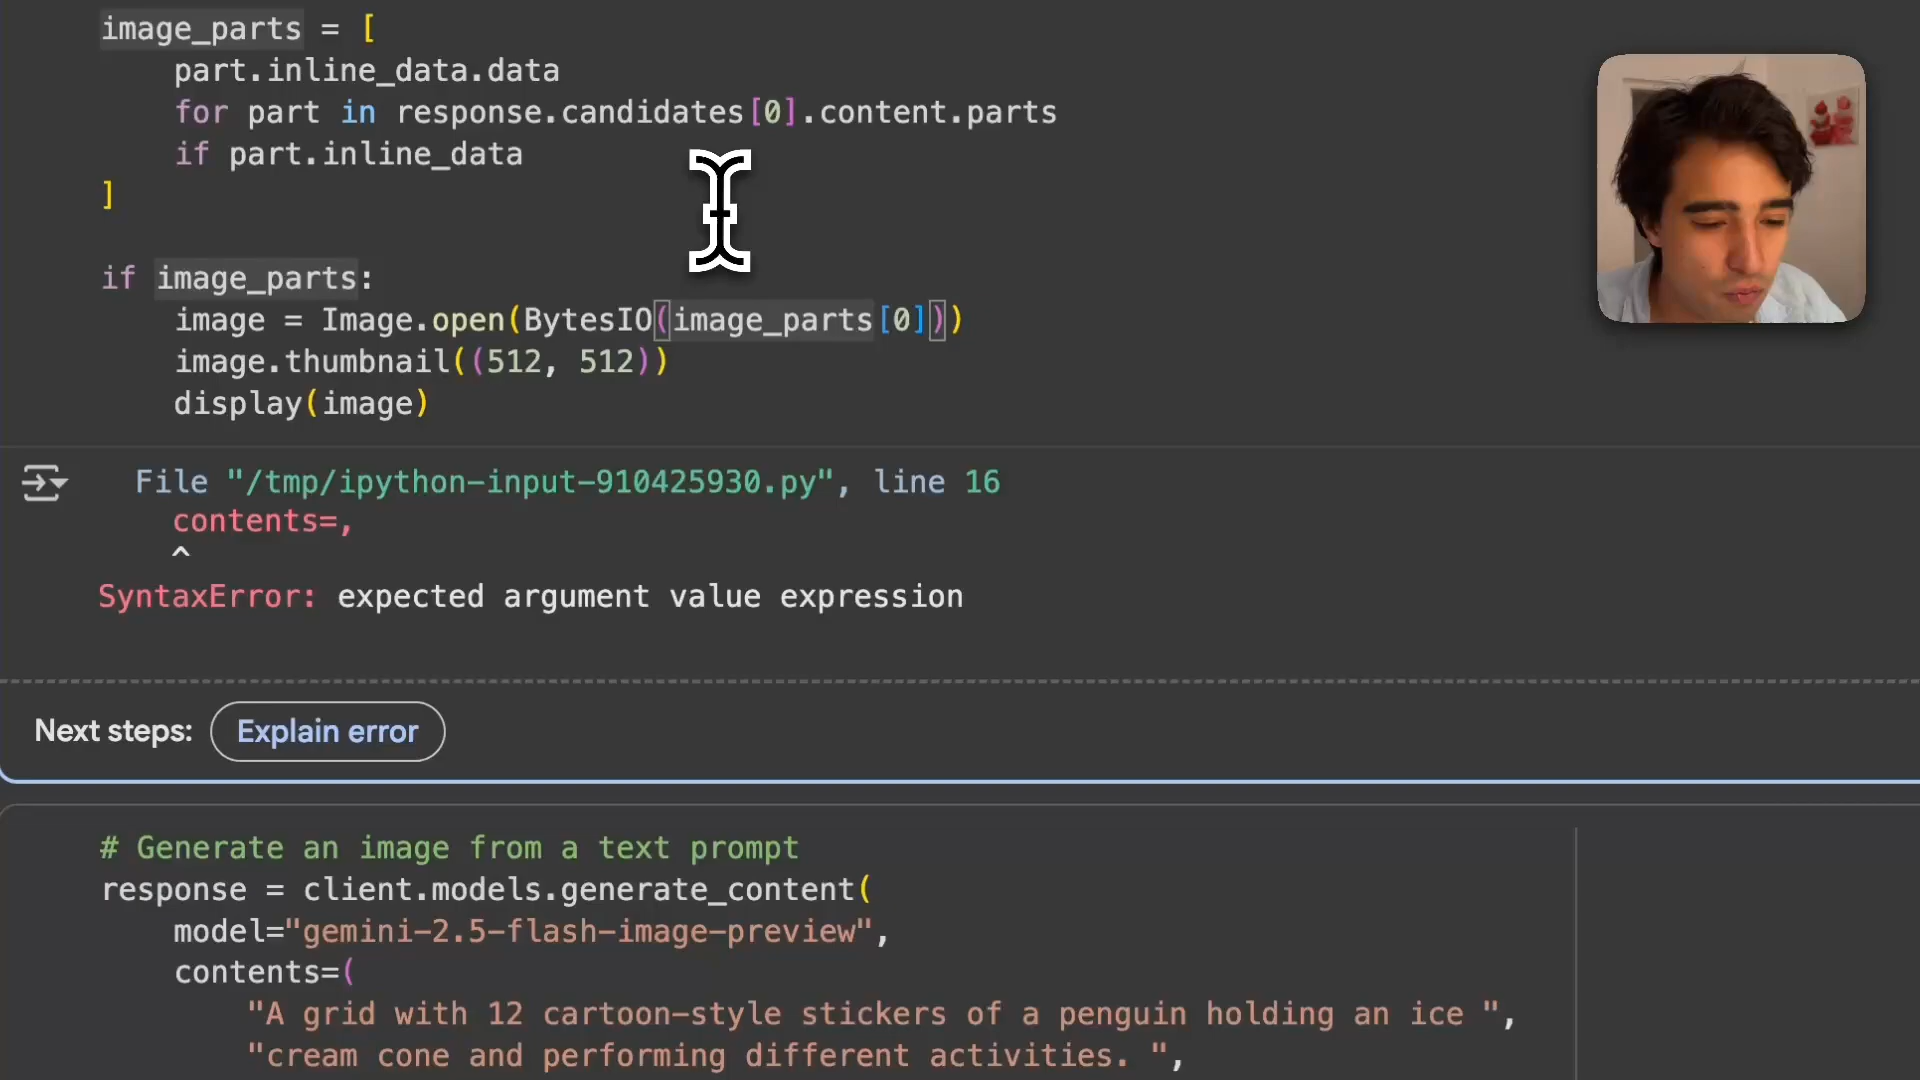 image_parts = [
part.inline_data.data
for part in response.candidates[0].content.parts
if part.inline_data
]
if image_parts:
image = Image.open(BytesIO(image_parts[0]))
image.thumbnail((512, 512))
display(image)
File "/tmp/ipython-input-910425930.py", line 16
contents=,
^
SyntaxError: expected argument value expression
Next steps: Explain error
# Generate an image from a text prompt
response = client.models.generate_content(
model="gemini-2.5-flash-image-preview",
contents=(
"A grid with 12 cartoon-style stickers of a penguin holding an ice ",
"cream cone and performing different activities. ",